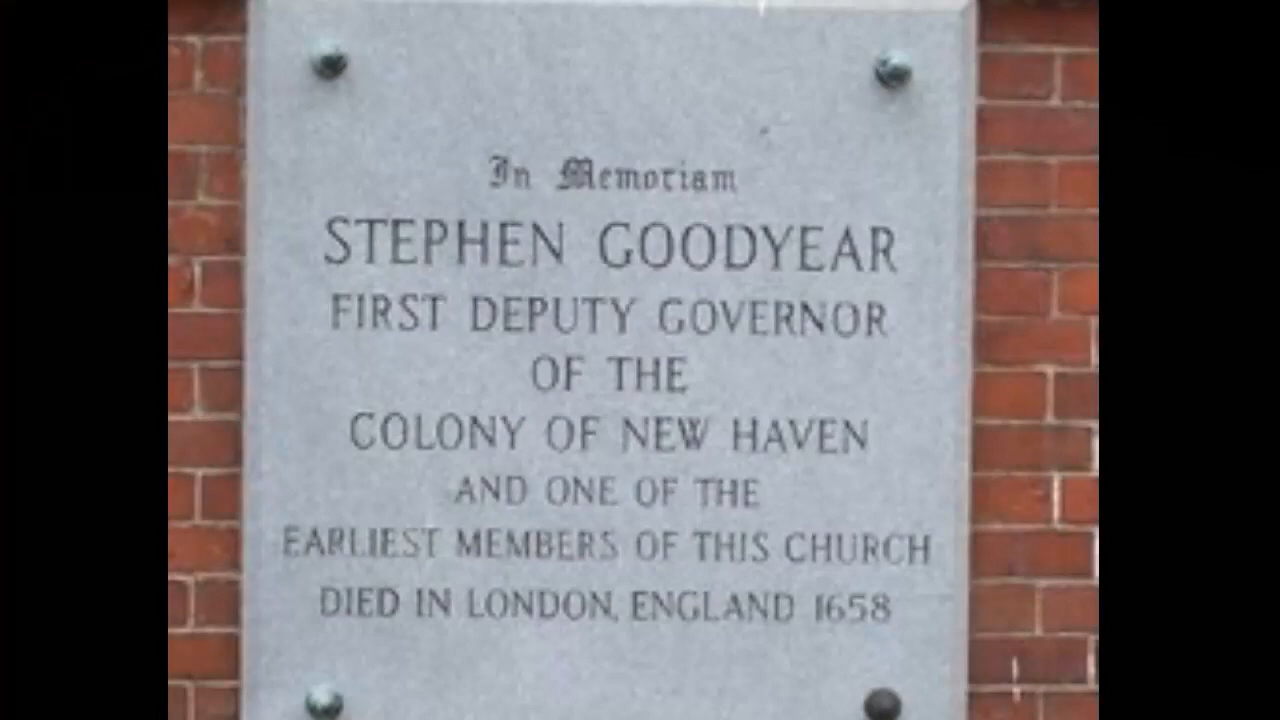 In Memoriam
STEPHEN GOODYEAR
FIRST DEPUTY GOVERNOR
OF THE
COLONY OF NEW HAVEN
AND ONE OF THE
EARLIEST MEMBERS OF THIS CHURCH
DIED IN LONDON, ENGLAND 1658